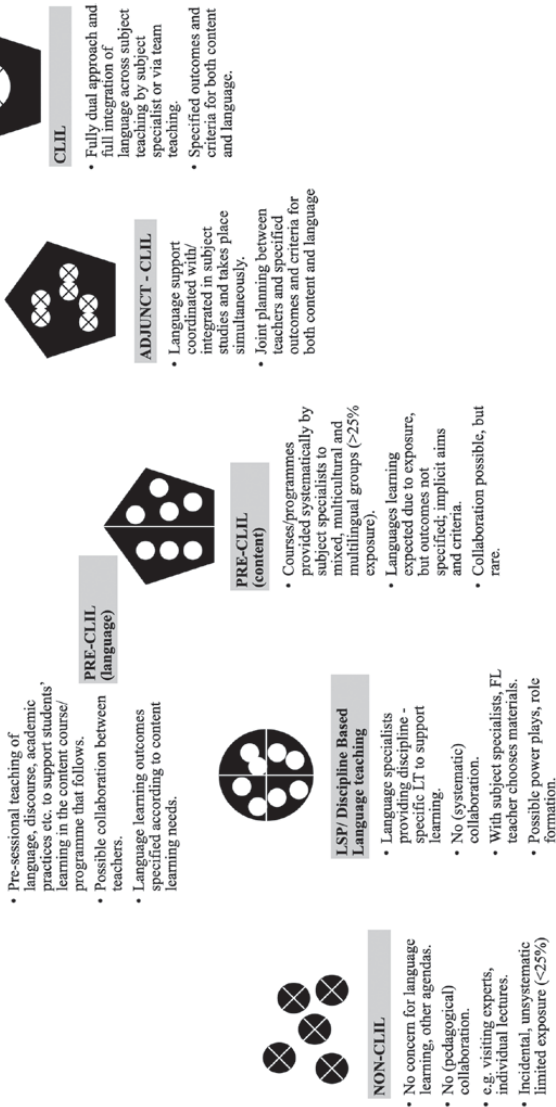 NON-CLIL
• No concern for language
learning, other agendas.
• No (pedagogical)
collaboration.
• e.g. visiting experts,
individual lectures.
• Incidental, unsystematic
limited exposure (<25%)
LSP/ Discipline Based
Language teaching
• Language specialists
providing discipline -
specific LT to support
learning.
• No (systematic)
collaboration.
• With subject specialists, FL
teacher chooses materials.
• Possible power plays, role
formation.
• Pre-sessional teaching of
language, discourse, academic
practices etc. to support students'
learning in the content course/
programme that follows.
• Possible collaboration between
teachers.
• Language learning outcomes
specified according to content
learning needs.
PRE-CLIL
(language)
PRE-CLIL
(content)
• Courses/programmes
provided systematically by
subject specialists to
mixed, multicultural and
multilingual groups (>25%
exposure).
• Languages learning
expected due to exposure,
but outcomes not
specified; implicit aims
and criteria.
• Collaboration possible, but
rare.
ADJUNCT - CLIL
• Language support
coordinated with/
integrated in subject
studies and takes place
simultaneously.
• Joint planning between
teachers and specified
outcomes and criteria for
both content and language
CLIL
• Fully dual approach and
full integration of
language across subject
teaching by subject
specialist or via team
teaching.
• Specified outcomes and
criteria for both content
and language.